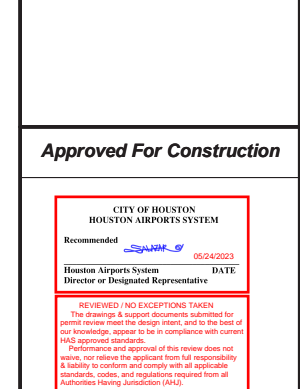 Approved For Construction
CITY OF HOUSTON
HOUSTON AIRPORTS SYSTEM
Recommended
SALAZAR
05/24/2023
Houston Airports System DATE
Director or Designated Representative
REVIEWED / NO EXCEPTIONS TAKEN
The drawings & support documents submitted for
permit review meet the design intent, and to the best of
our knowledge, appear to be in compliance with current
HAS approved standards.
Performance and approval of this review does not
waive, nor relieve the applicant from full responsibility
& liability to conform and comply with all applicable
standards, codes, and regulations required from all
Authorities Having Jurisdiction (AHJ).